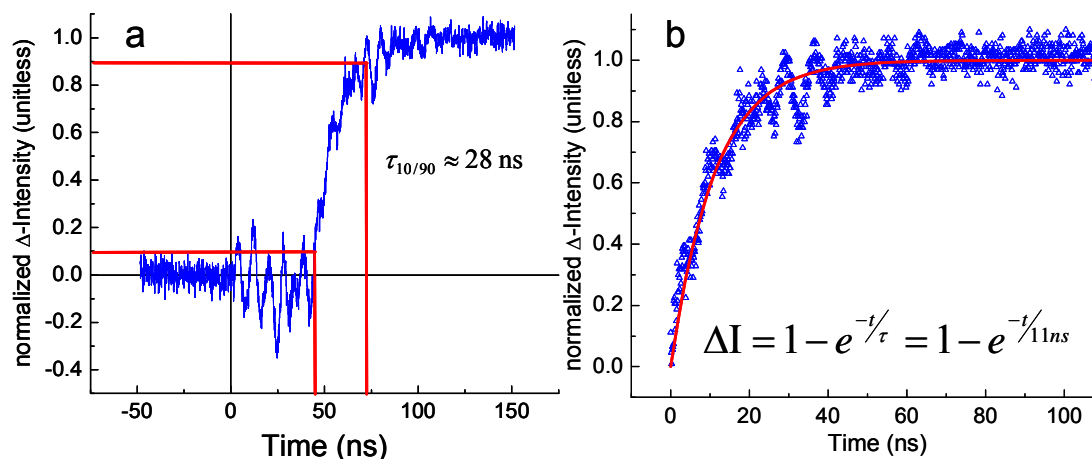 a
normalized Δ-Intensity (unitless)
1.0
0.8
0.6
0.4
0.2
0.0
-0.2
-0.4
τ10/90 ≈ 28 ns
-50 0 50 100 150
Time (ns)
b
normalized Δ-Intensity (unitless)
1.0
0.8
0.6
0.4
0.2
0.0
ΔI = 1 − e^(−t/τ) = 1 − e^(−t/11ns)
0 20 40 60 80 100
Time (ns)